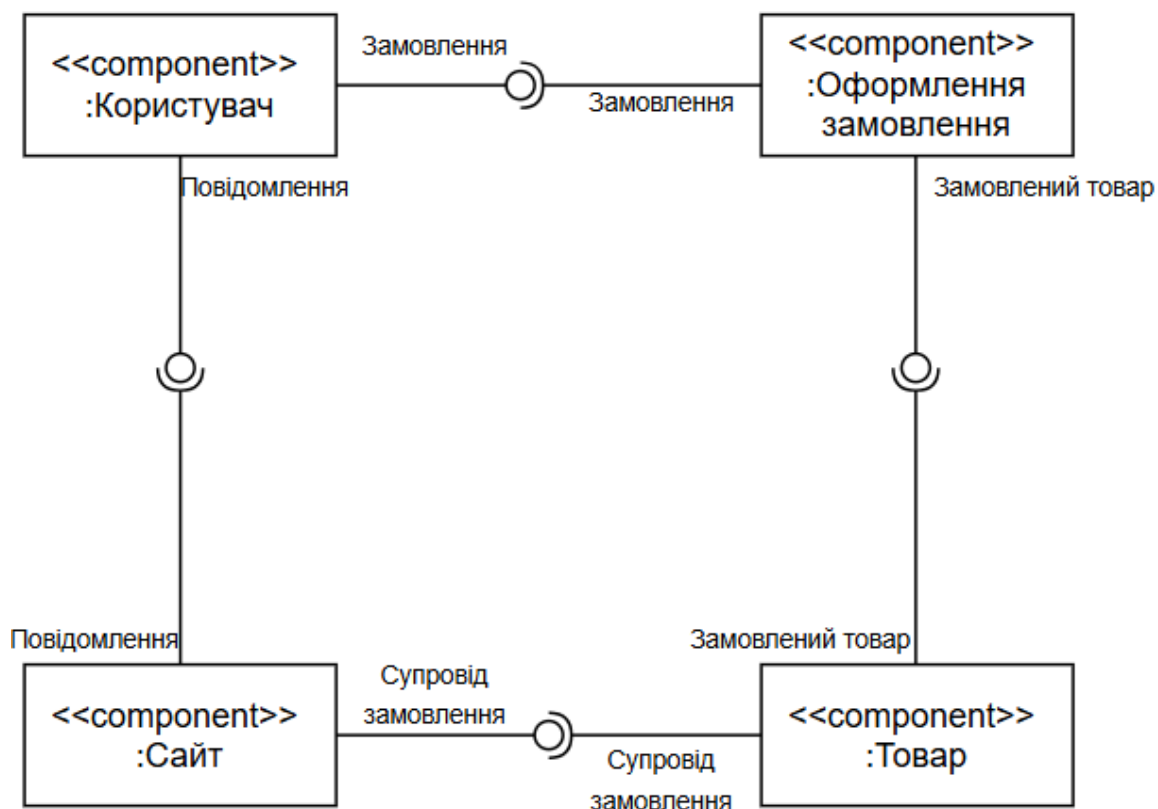 <<component>>
:Користувач
Замовлення
Замовлення
<<component>>
:Оформлення
замовлення
Повідомлення
Замовлений товар
Повідомлення
Замовлений товар
<<component>>
:Сайт
Супровід
замовлення
Супровід
замовлення
<<component>>
:Товар